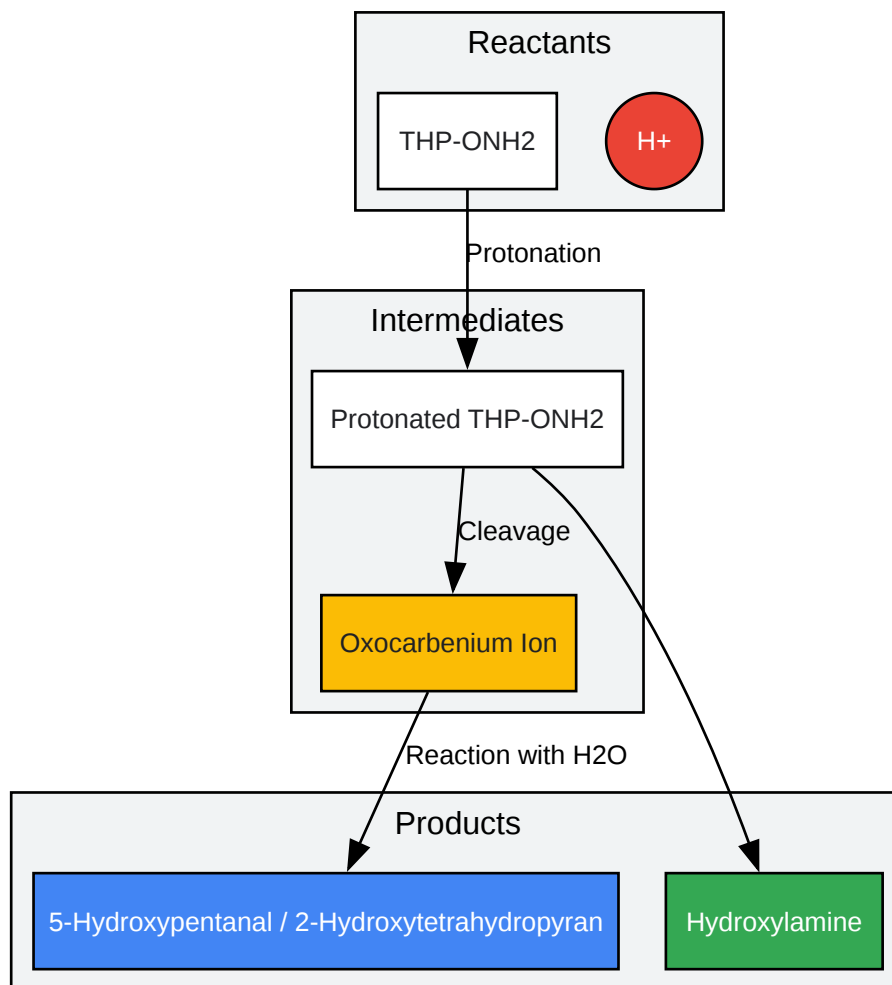 Reactants
THP-ONH2
H+
Protonation
Intermediates
Protonated THP-ONH2
Cleavage
Oxocarbenium Ion
Reaction with H2O
Products
5-Hydroxypentanal / 2-Hydroxytetrahydropyran
Hydroxylamine